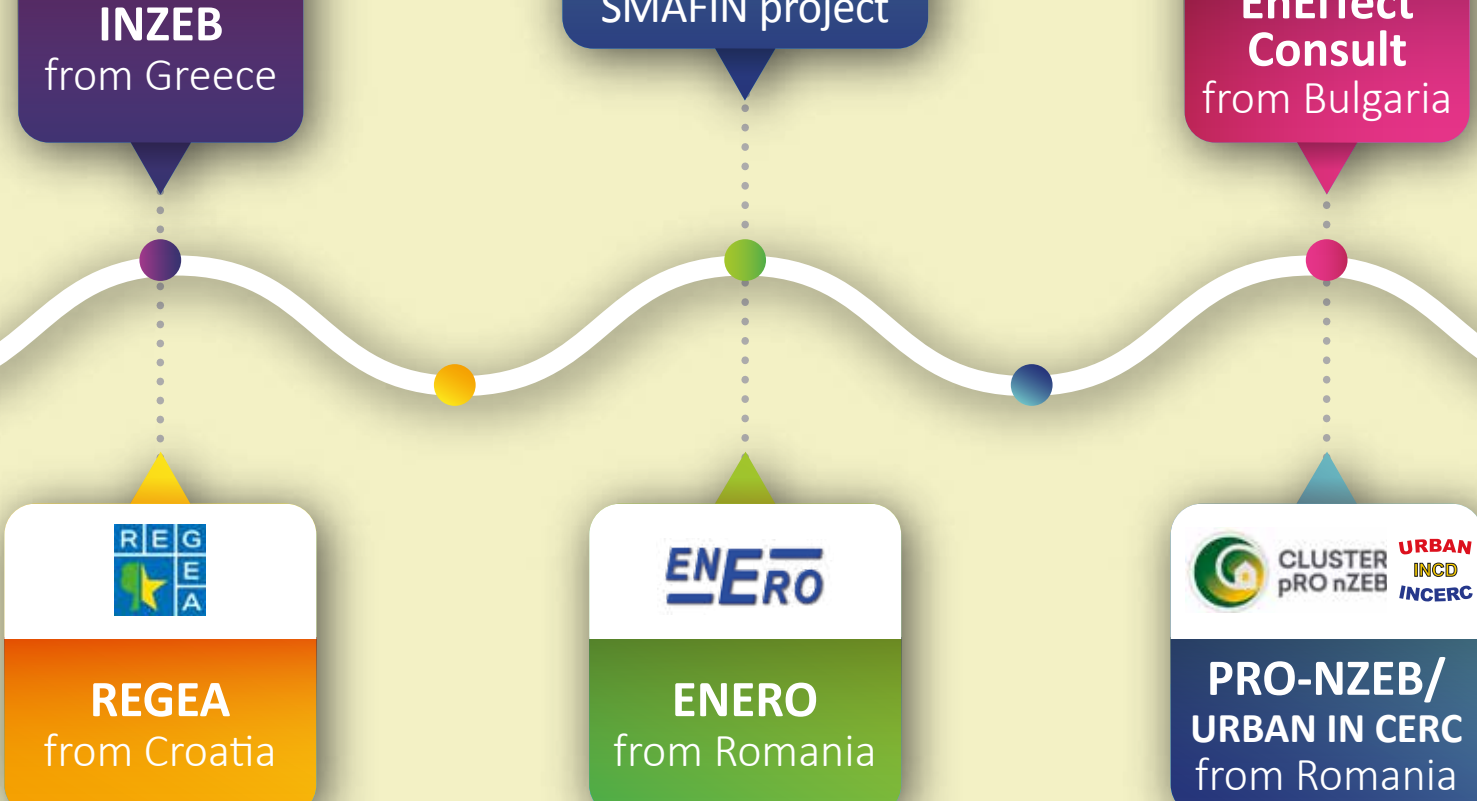 INZEB
from Greece
SMAFIN project
EnEffect
Consult
from Bulgaria
REG
E
A
REGEA
from Croatia
ENERO
ENERO
from Romania
CLUSTER
pRO nZEB
URBAN
INCD
INCERC
PRO-NZEB/
URBAN IN CERC
from Romania